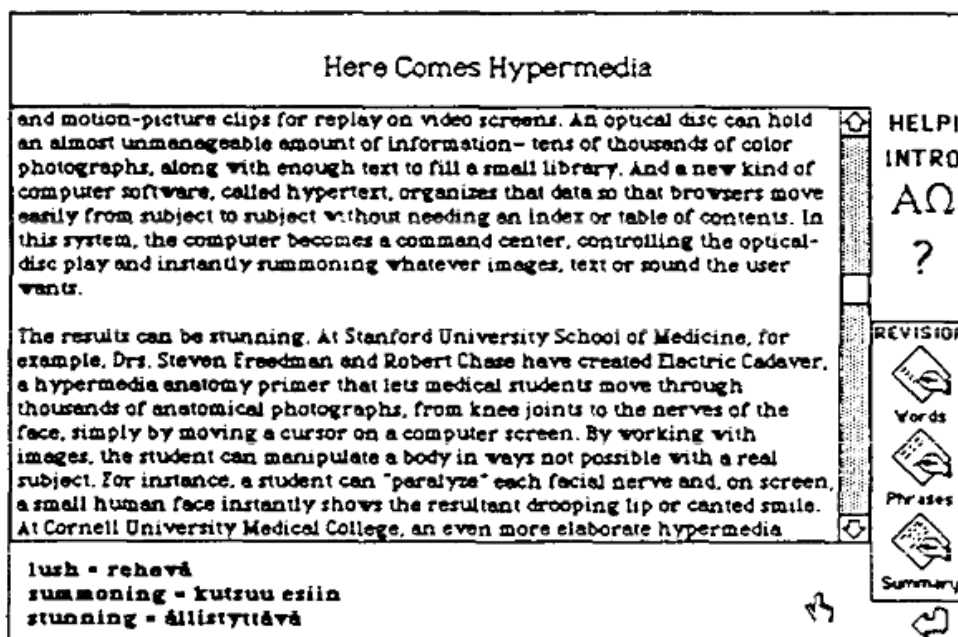 Here Comes Hypermedia
and motion-picture clips for replay on video screens. An optical disc can hold
an almost unmanageable amount of information- tens of thousands of color
photographs, along with enough text to fill a small library. And a new kind of
computer software, called hypertext, organizes that data so that browsers move
easily from subject to subject without needing an index or table of contents. In
this system, the computer becomes a command center, controlling the optical-
disc play and instantly summoning whatever images, text or sound the user
wants.
The results can be stunning. At Stanford University School of Medicine, for
example, Drs. Steven Freedman and Robert Chase have created Electric Cadaver,
a hypermedia anatomy primer that lets medical students move through
thousands of anatomical photographs, from knee joints to the nerves of the
face, simply by moving a cursor on a computer screen. By working with
images, the student can manipulate a body in ways not possible with a real
subject. For instance, a student can "paralyze" each facial nerve and, on screen,
a small human face instantly shows the resultant drooping lip or canted smile.
At Cornell University Medical College, an even more elaborate hypermedia
lush = rehevä
summoning = kutsuu esiin
stunning = ällistyttävä
HELPI
INTRO
ΑΩ
?
REVISION
Words
Phrases
Summary